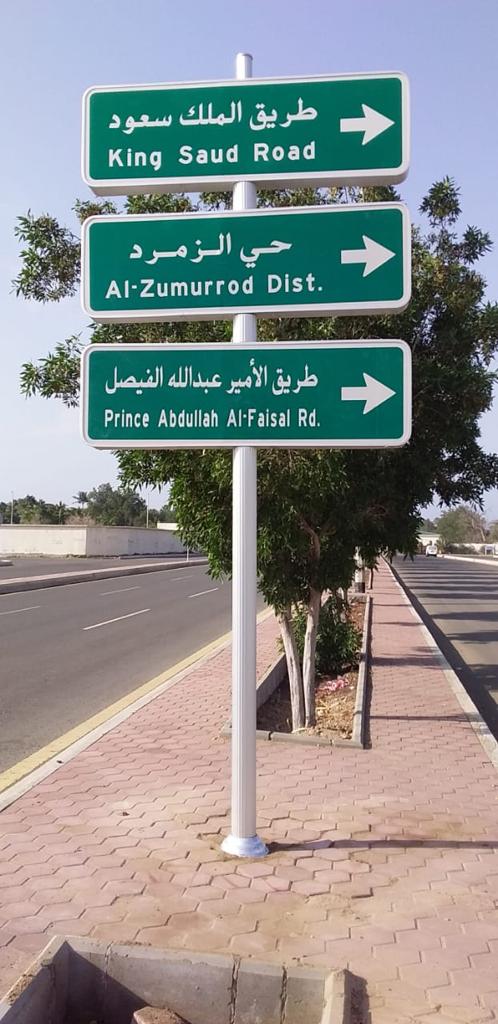 طريق الملك سعود
King Saud Road
حي الـزمـرد
Al-Zumurrod Dist.
طريق الأمير عبدالله الفيصل
Prince Abdullah Al-Faisal Rd.